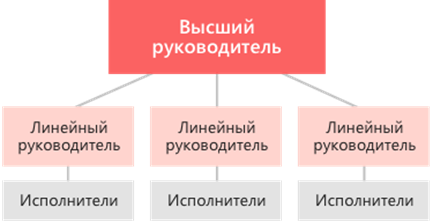 Высший
руководитель
Линейный
руководитель
Линейный
руководитель
Линейный
руководитель
Исполнители
Исполнители
Исполнители